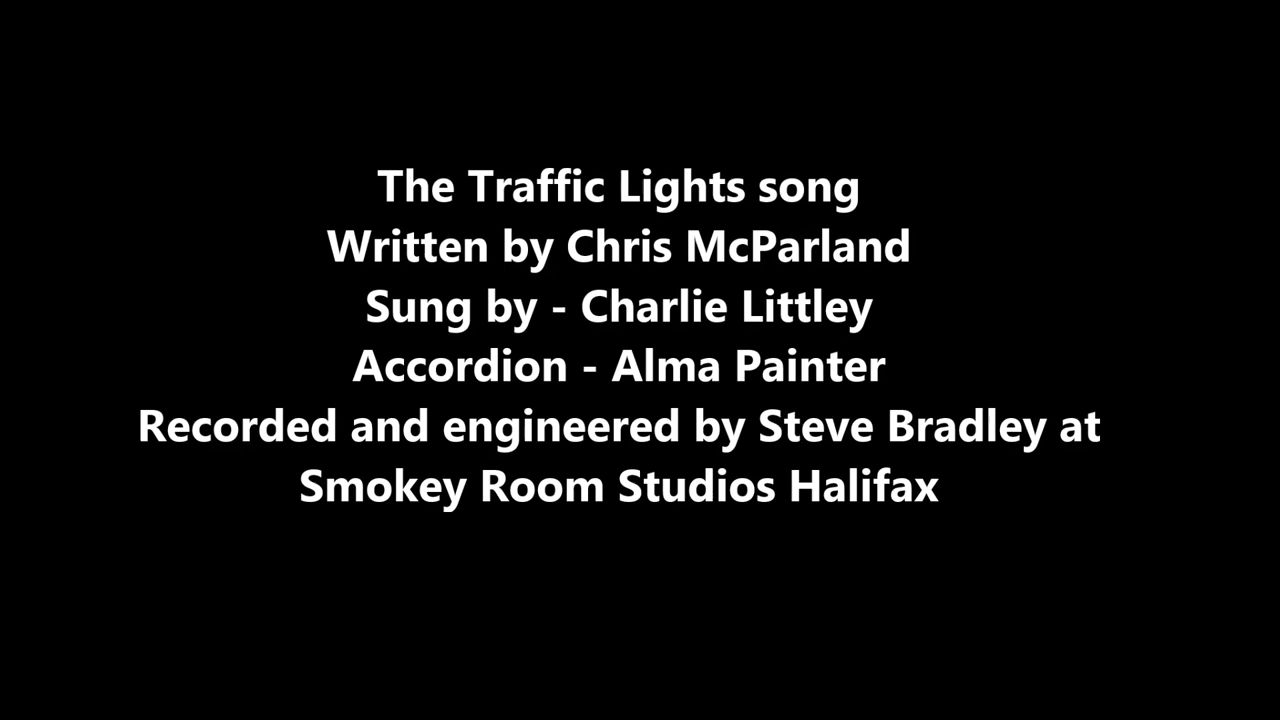 The Traffic Lights song
Written by Chris McParland
Sung by - Charlie Littley
Accordion - Alma Painter
Recorded and engineered by Steve Bradley at
Smokey Room Studios Halifax